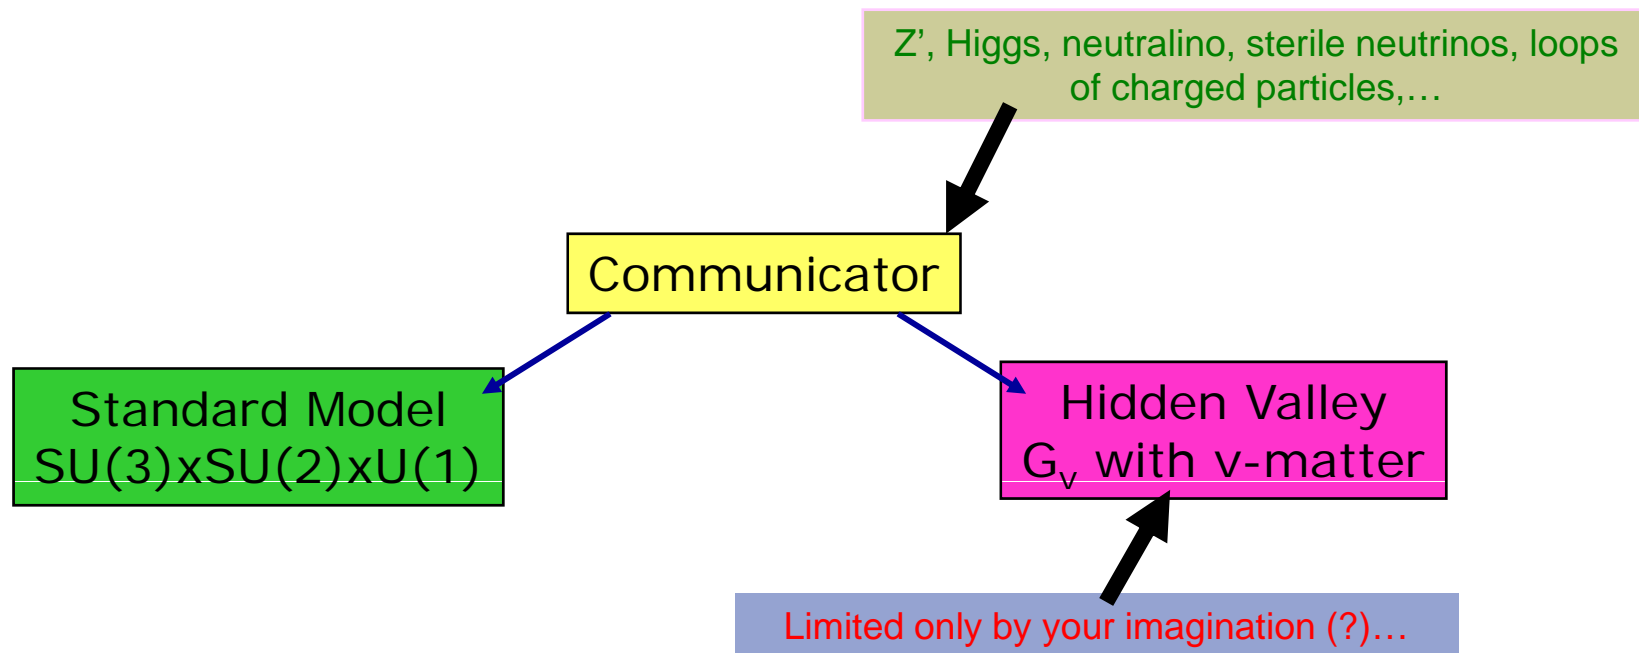 Z’, Higgs, neutralino, sterile neutrinos, loops
of charged particles,…
Communicator
Standard Model
SU(3)xSU(2)xU(1)
Hidden Valley
Gv with v-matter
Limited only by your imagination (?)…